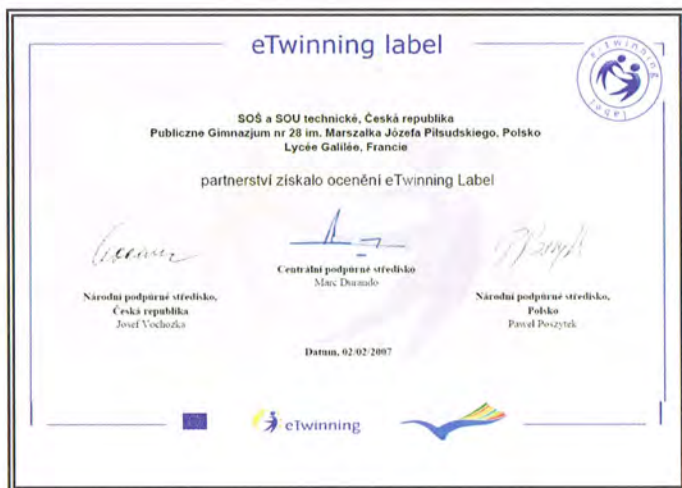 eTwinning label
e-twinning
label
SOŠ a SOU technické, Česká republika
Publiczne Gimnazjum nr 28 im. Marszalka Józefa Pilsudskiego, Polsko
Lycée Galilée, Francie
partnerství získalo ocenění eTwinning Label
Centrální podpůrné středisko
Marc Durando
Národní podpůrné středisko,
Česká republika
Josef Vochozka
Národní podpůrné středisko,
Polsko
Pawel Poszytek
Datum, 02/02/2007
eTwinning